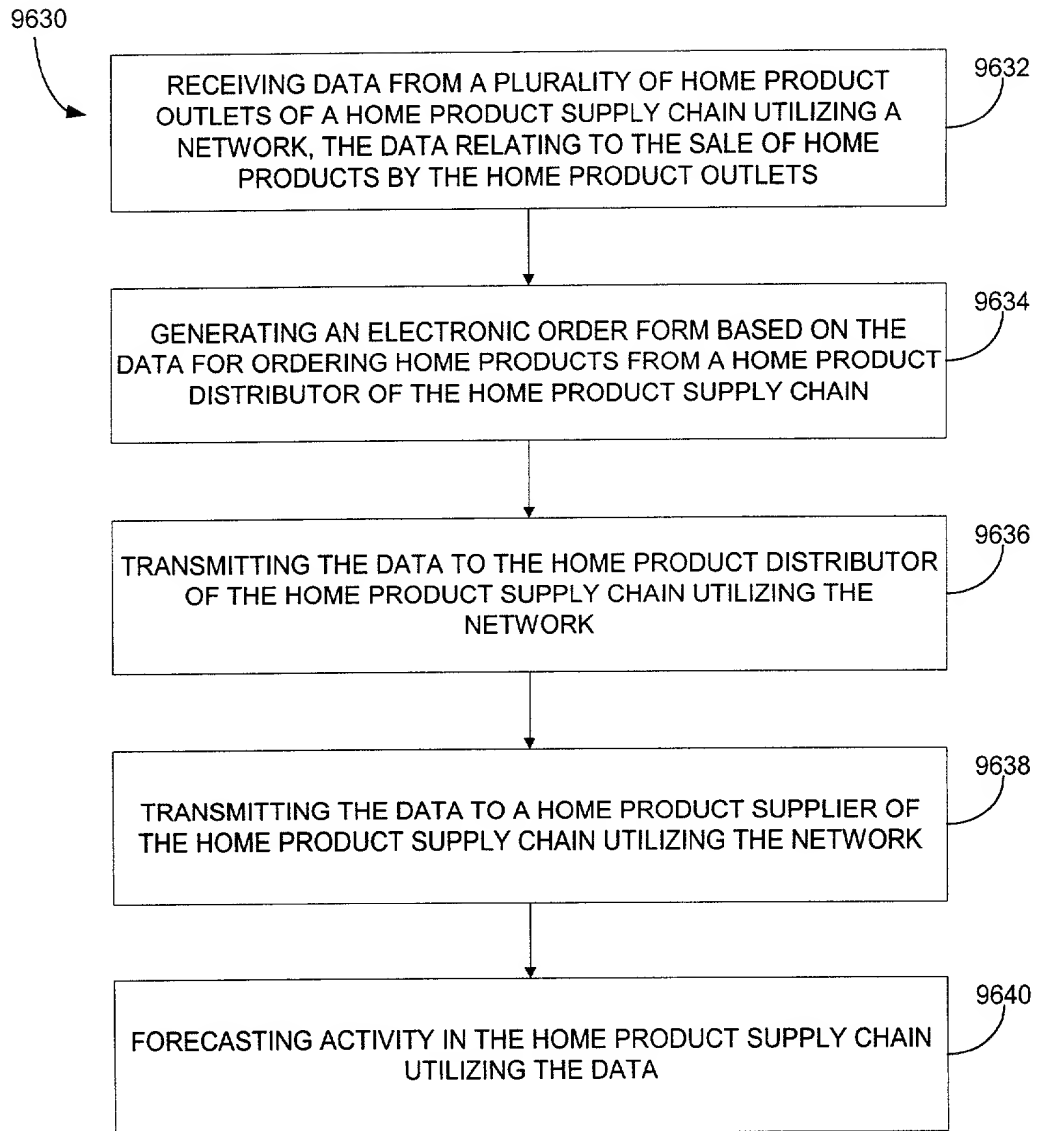 9630
RECEIVING DATA FROM A PLURALITY OF HOME PRODUCT
OUTLETS OF A HOME PRODUCT SUPPLY CHAIN UTILIZING A
NETWORK, THE DATA RELATING TO THE SALE OF HOME
PRODUCTS BY THE HOME PRODUCT OUTLETS
9632
GENERATING AN ELECTRONIC ORDER FORM BASED ON THE
DATA FOR ORDERING HOME PRODUCTS FROM A HOME PRODUCT
DISTRIBUTOR OF THE HOME PRODUCT SUPPLY CHAIN
9634
TRANSMITTING THE DATA TO THE HOME PRODUCT DISTRIBUTOR
OF THE HOME PRODUCT SUPPLY CHAIN UTILIZING THE
NETWORK
9636
TRANSMITTING THE DATA TO A HOME PRODUCT SUPPLIER OF
THE HOME PRODUCT SUPPLY CHAIN UTILIZING THE NETWORK
9638
FORECASTING ACTIVITY IN THE HOME PRODUCT SUPPLY CHAIN
UTILIZING THE DATA
9640